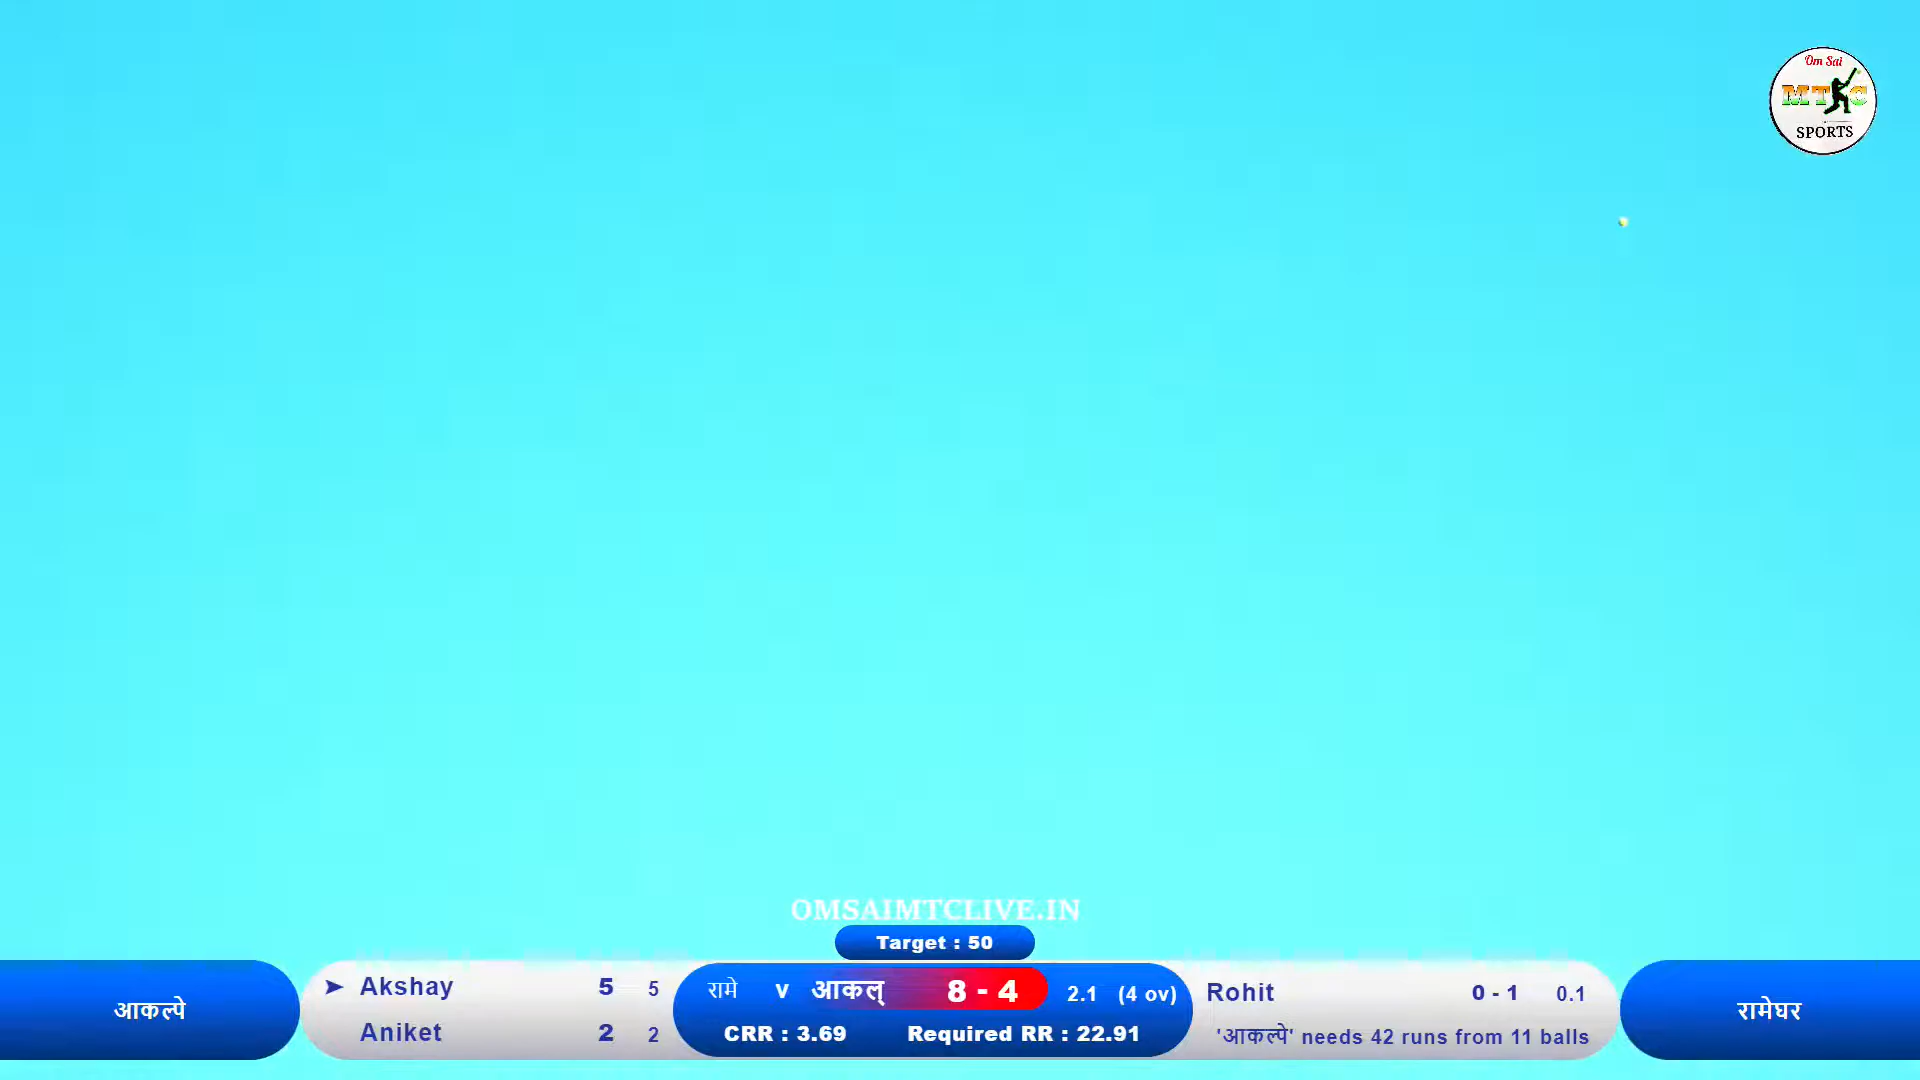 Om Sai
MTC
SPORTS
OMSAIMTCLIVE.IN
Target : 50
आकल्पे
Akshay 5 5
Aniket 2 2
रामे v आकल् 8 - 4 2.1 (4 ov)
CRR : 3.69 Required RR : 22.91
Rohit 0 - 1 0.1
'आकल्पे' needs 42 runs from 11 balls
रामेघर